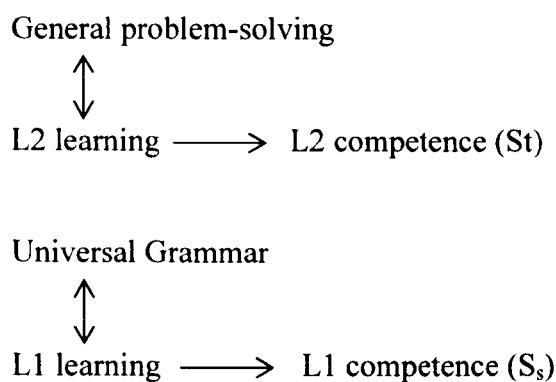 General problem-solving
L2 learning ⟶ L2 competence (St)
Universal Grammar
L1 learning ⟶ L1 competence (Sₛ)